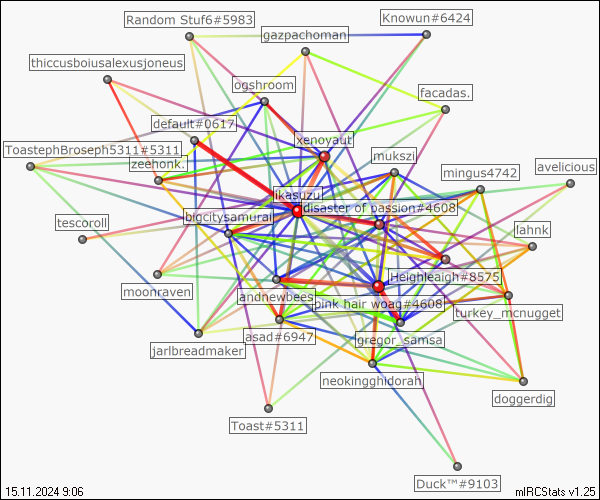 Random Stuf6#5983
Knowun#6424
gazpachoman
thiccusboiusalexusjoneus
ogshroom
facadas.
default#0617
xenoyaut
ToastephBroseph5311#5311
zeehonk.
mukszi
mingus4742
avelicious
ikasuzu
disaster of passion#4608
bigcitysamurai
tescoroll
lahnk
Heighleaigh#8575
moonraven
andnewbees
pink hair woag#4608
turkey_mcnugget
asad#6947
gregor_samsa
jarlbreadmaker
neokingghidorah
doggerdig
Toast#5311
Duck™#9103
15.11.2024 9:06
mIRCStats v1.25